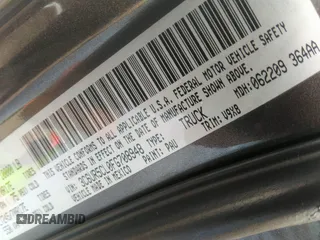 THIS VEHICLE CONFORMS TO ALL APPLICABLE U.S.A. FEDERAL MOTOR VEHICLE SAFETY
STANDARDS IN EFFECT ON THE DATE OF MANUFACTURE SHOWN ABOVE.
TYPE: TRUCK
MDH: 062209 364AA
MADE IN MEXICO
PAINT: PAU
TRIM: V9X8
DREAMBID